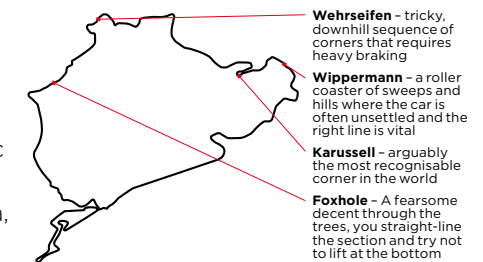 Wehrseifen – tricky,
downhill sequence of
corners that requires
heavy braking
Wippermann – a roller
coaster of sweeps and
hills where the car is
often unsettled and the
right line is vital
Karussell – arguably
the most recognisable
corner in the world
Foxhole – A fearsome
decent through the
trees, you straight-line
the section and try not
to lift at the bottom